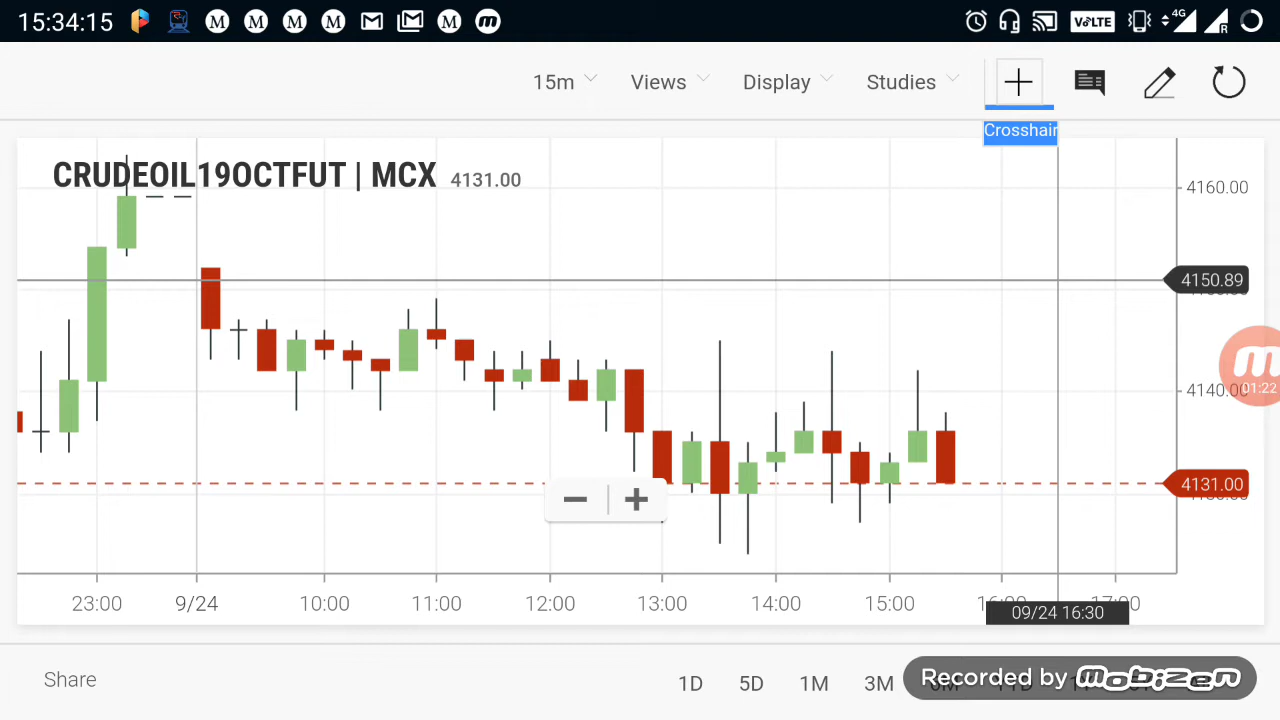 15:34:15 M M M M M VoLTE 4G R
15m Views Display Studies
Crosshair
CRUDEOIL19OCTFUT | MCX 4131.00
4160.00
4150.89
01:22
4140.00
4131.00
23:00 9/24 10:00 11:00 12:00 13:00 14:00 15:00 16:00 17:00
09/24 16:30
Share 1D 5D 1M 3M
Recorded by mobizen